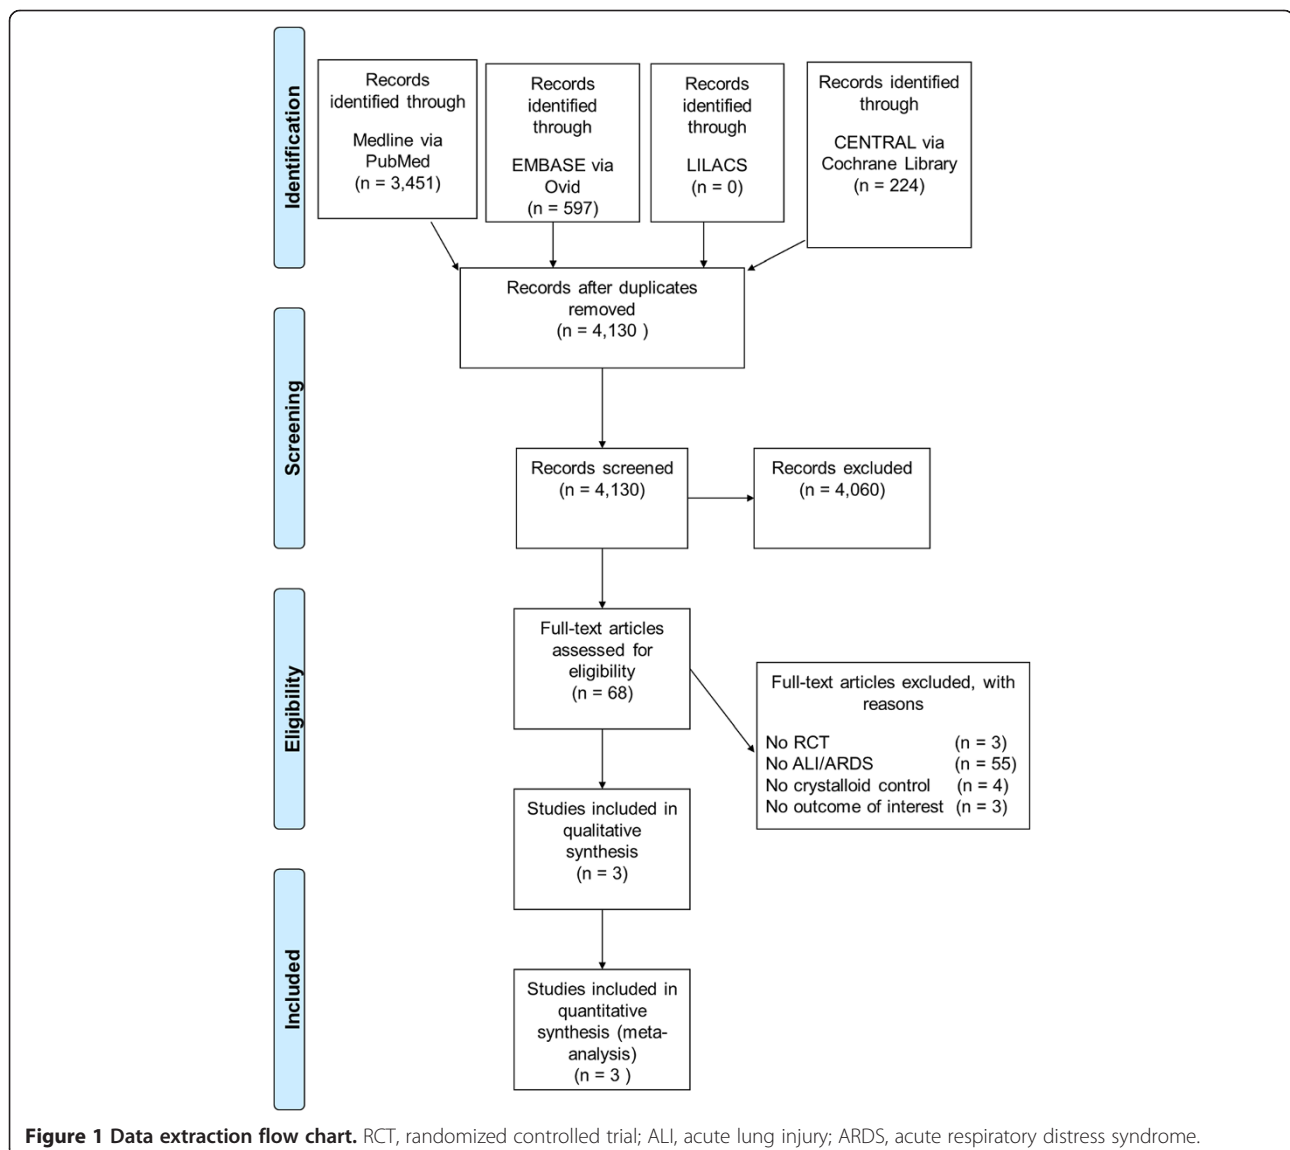 Identification
Records
identified through
Medline via
PubMed
(n = 3,451)
Records
identified
through
EMBASE via
Ovid
(n = 597)
Records
identified
through
LILACS
(n = 0)
Records identified
through
CENTRAL via
Cochrane Library
(n = 224)
Records after duplicates
removed
(n = 4,130 )
Screening
Records screened
(n = 4,130)
Records excluded
(n = 4,060)
Eligibility
Full-text articles
assessed for
eligibility
(n = 68)
Full-text articles excluded, with
reasons
No RCT (n = 3)
No ALI/ARDS (n = 55)
No crystalloid control (n = 4)
No outcome of interest (n = 3)
Studies included in
qualitative
synthesis
(n = 3)
Included
Studies included in
quantitative
synthesis (meta-
analysis)
(n = 3 )
Figure 1 Data extraction flow chart. RCT, randomized controlled trial; ALI, acute lung injury; ARDS, acute respiratory distress syndrome.